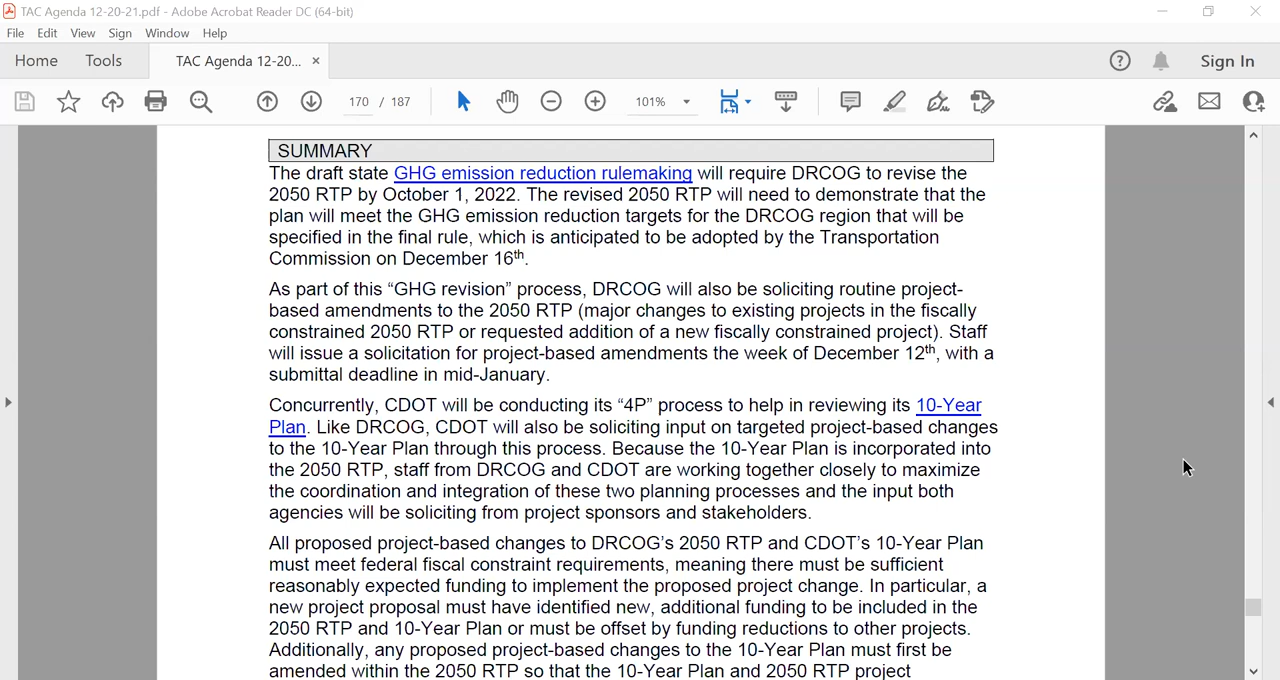 TAC Agenda 12-20-21.pdf - Adobe Acrobat Reader DC (64-bit)
File Edit View Sign Window Help
Home Tools TAC Agenda 12-20... × Sign In
170 / 187 101%
SUMMARY
The draft state GHG emission reduction rulemaking will require DRCOG to revise the
2050 RTP by October 1, 2022. The revised 2050 RTP will need to demonstrate that the
plan will meet the GHG emission reduction targets for the DRCOG region that will be
specified in the final rule, which is anticipated to be adopted by the Transportation
Commission on December 16th.
As part of this “GHG revision” process, DRCOG will also be soliciting routine project-
based amendments to the 2050 RTP (major changes to existing projects in the fiscally
constrained 2050 RTP or requested addition of a new fiscally constrained project). Staff
will issue a solicitation for project-based amendments the week of December 12th, with a
submittal deadline in mid-January.
Concurrently, CDOT will be conducting its “4P” process to help in reviewing its 10-Year
Plan. Like DRCOG, CDOT will also be soliciting input on targeted project-based changes
to the 10-Year Plan through this process. Because the 10-Year Plan is incorporated into
the 2050 RTP, staff from DRCOG and CDOT are working together closely to maximize
the coordination and integration of these two planning processes and the input both
agencies will be soliciting from project sponsors and stakeholders.
All proposed project-based changes to DRCOG’s 2050 RTP and CDOT’s 10-Year Plan
must meet federal fiscal constraint requirements, meaning there must be sufficient
reasonably expected funding to implement the proposed project change. In particular, a
new project proposal must have identified new, additional funding to be included in the
2050 RTP and 10-Year Plan or must be offset by funding reductions to other projects.
Additionally, any proposed project-based changes to the 10-Year Plan must first be
amended within the 2050 RTP so that the 10-Year Plan and 2050 RTP project